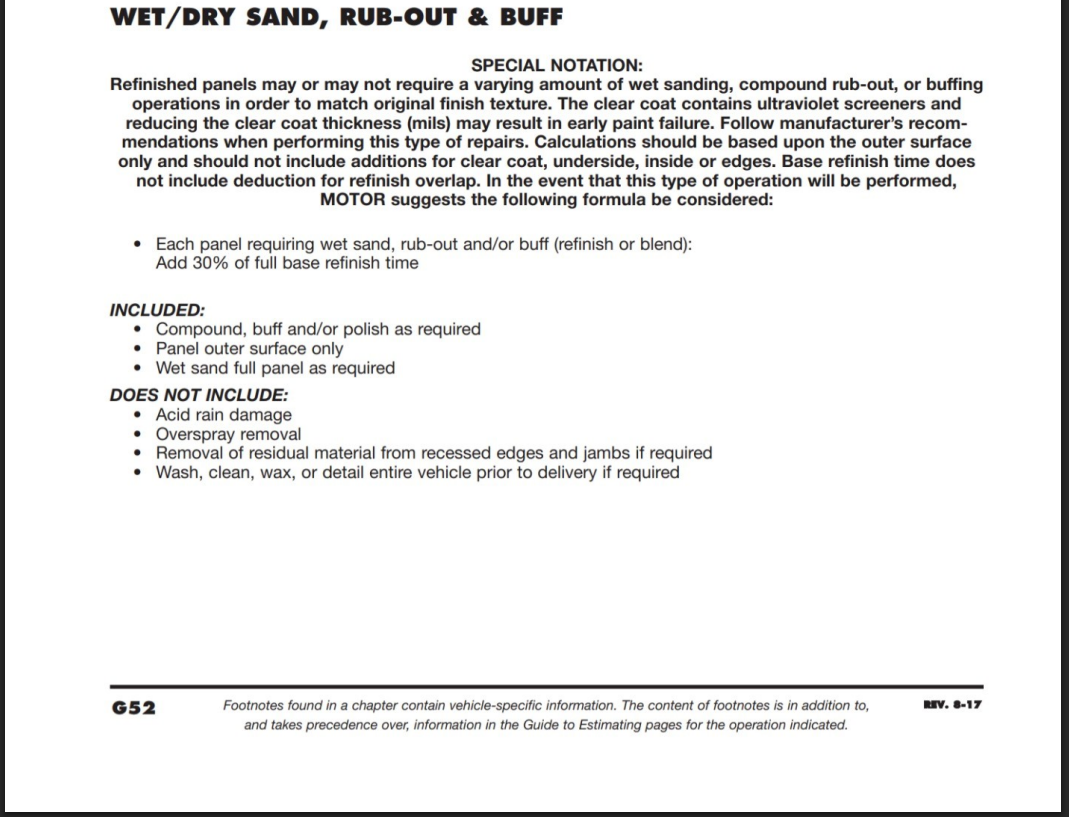 WET/DRY SAND, RUB-OUT & BUFF
SPECIAL NOTATION:
Refinished panels may or may not require a varying amount of wet sanding, compound rub-out, or buffing
operations in order to match original finish texture. The clear coat contains ultraviolet screeners and
reducing the clear coat thickness (mils) may result in early paint failure. Follow manufacturer's recom-
mendations when performing this type of repairs. Calculations should be based upon the outer surface
only and should not include additions for clear coat, underside, inside or edges. Base refinish time does
not include deduction for refinish overlap. In the event that this type of operation will be performed,
MOTOR suggests the following formula be considered:
• Each panel requiring wet sand, rub-out and/or buff (refinish or blend):
Add 30% of full base refinish time
INCLUDED:
• Compound, buff and/or polish as required
• Panel outer surface only
• Wet sand full panel as required
DOES NOT INCLUDE:
• Acid rain damage
• Overspray removal
• Removal of residual material from recessed edges and jambs if required
• Wash, clean, wax, or detail entire vehicle prior to delivery if required
G52
Footnotes found in a chapter contain vehicle-specific information. The content of footnotes is in addition to,
and takes precedence over, information in the Guide to Estimating pages for the operation indicated.
REV. 8-17